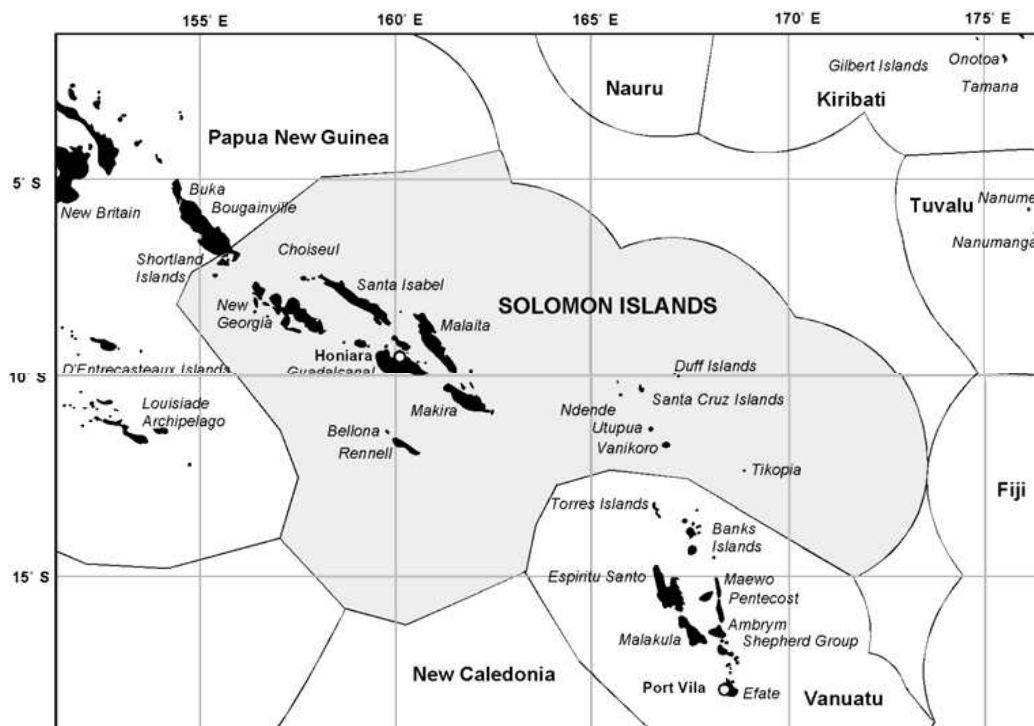 155° E
160° E
165° E
170° E
175° E
Gilbert Islands
Onotoa
Nauru
Kiribati
Tamana
Papua New Guinea
5° S
Buka
Bougainville
New Britain
Tuvalu
Nanume
Nanumanga
Shortland
Islands
Choiseul
Santa Isabel
New
Georgia
SOLOMON ISLANDS
Malaita
Honiara
Guadalcanal
D'Entrecasteaux Islands
10° S
Duff Islands
Santa Cruz Islands
Louisiade
Archipelago
Makira
Ndende
Utupua
Bellona
Rennell
Vanikoro
Tikopia
Fiji
Torres Islands
Banks
Islands
15° S
Espiritu Santo
Maewo
Pentecost
Ambrym
Malakula
Shepherd Group
New Caledonia
Port Vila
Efate
Vanuatu